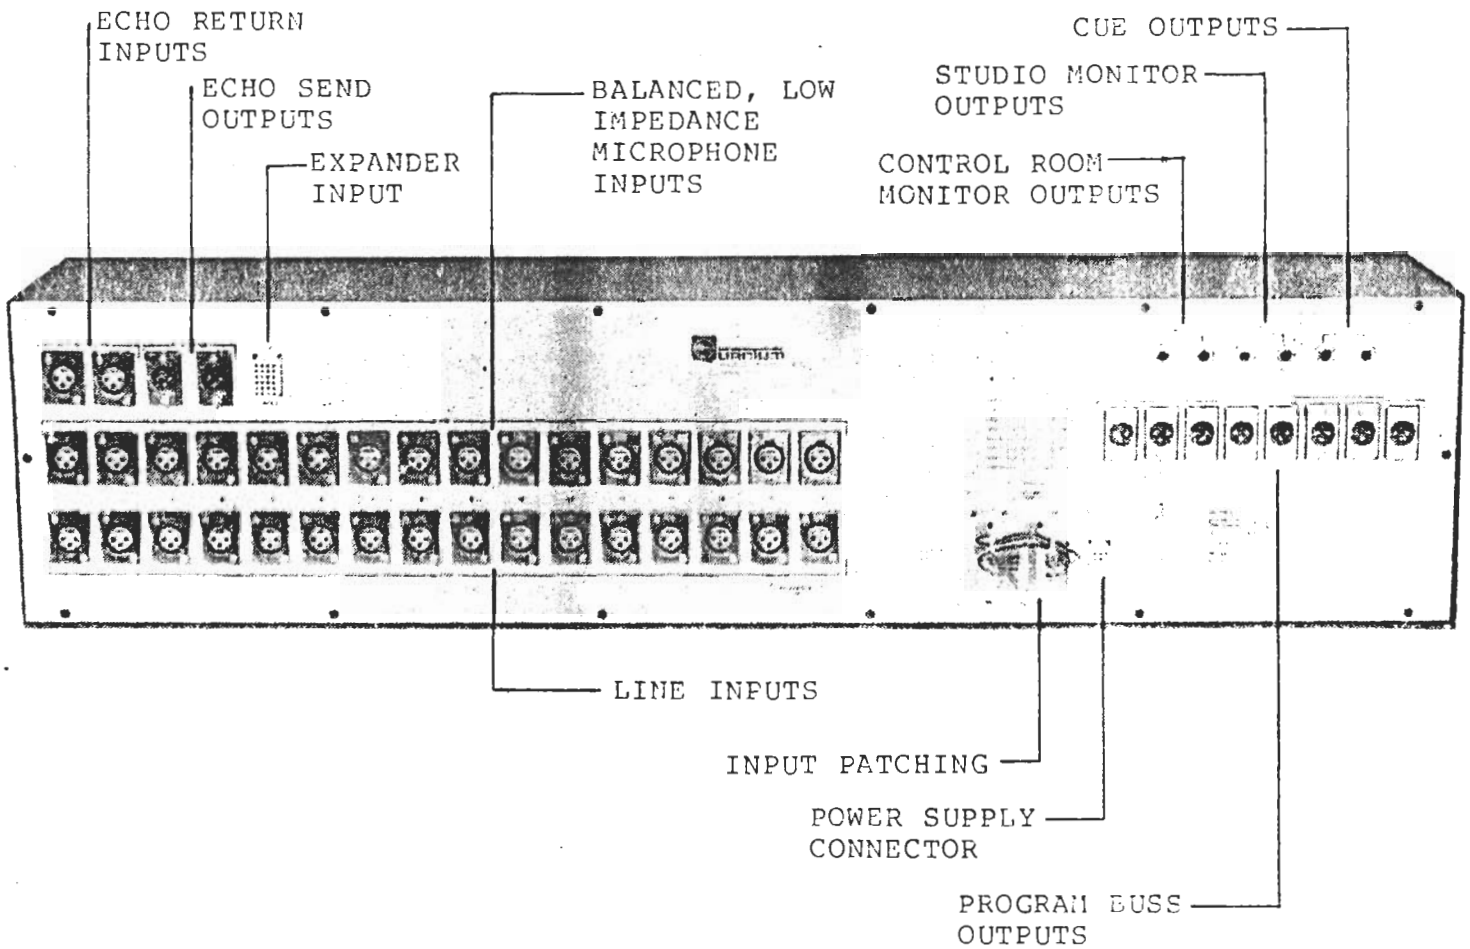 ECHO RETURN
INPUTS
ECHO SEND
OUTPUTS
EXPANDER
INPUT
BALANCED, LOW
IMPEDANCE
MICROPHONE
INPUTS
CUE OUTPUTS
STUDIO MONITOR
OUTPUTS
CONTROL ROOM
MONITOR OUTPUTS
LINE INPUTS
INPUT PATCHING
POWER SUPPLY
CONNECTOR
PROGRAM BUSS
OUTPUTS